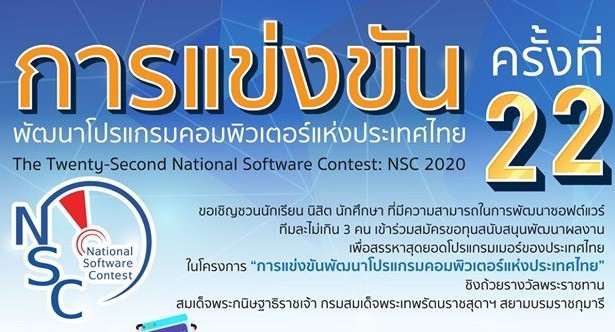 การแข่งขัน ครั้งที่ 22
พัฒนาโปรแกรมคอมพิวเตอร์แห่งประเทศไทย
The Twenty-Second National Software Contest: NSC 2020
NSC
National
Software
Contest
ขอเชิญชวนนักเรียน นิสิต นักศึกษา ที่มีความสามารถในการพัฒนาซอฟต์แวร์
ทีมละไม่เกิน 3 คน เข้าร่วมสมัครขอทุนสนับสนุนพัฒนาผลงาน
เพื่อสรรหาสุดยอดโปรแกรมเมอร์ของประเทศไทย
ในโครงการ “การแข่งขันพัฒนาโปรแกรมคอมพิวเตอร์แห่งประเทศไทย”
ชิงถ้วยรางวัลพระราชทาน
สมเด็จพระกนิษฐาธิราชเจ้า กรมสมเด็จพระเทพรัตนราชสุดาฯ สยามบรมราชกุมารี